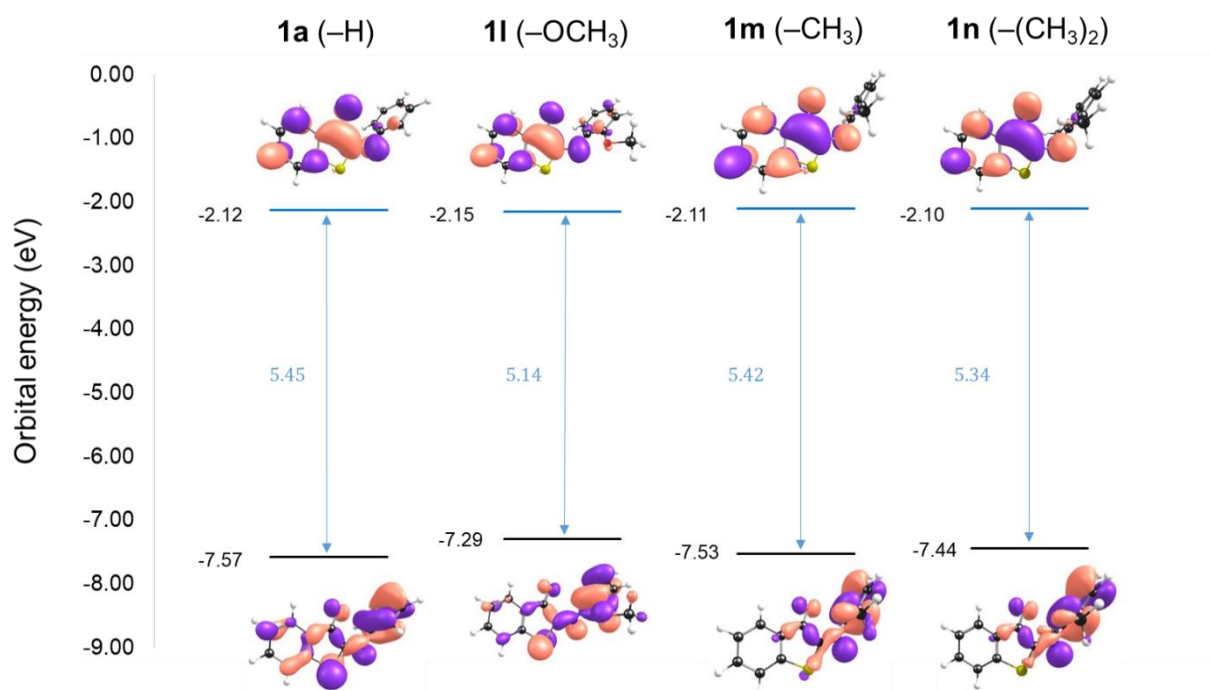 1a (–H) 1l (–OCH₃) 1m (–CH₃) 1n (–(CH₃)₂)
Orbital energy (eV)
0.00
-1.00
-2.00
-2.12 -2.15 -2.11 -2.10
-3.00
-4.00
5.45 5.14 5.42 5.34
-5.00
-6.00
-7.00
-7.57 -7.29 -7.53 -7.44
-8.00
-9.00